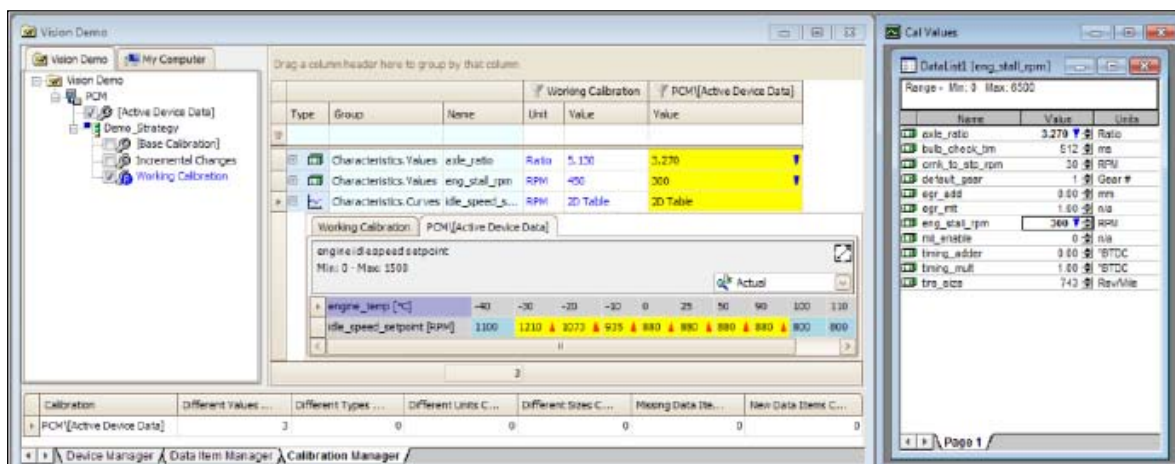 Vision Demo
Vision Demo
My Computer
Vision Demo
PCM
[Active Device Data]
Demo_Strategy
[Base Calibration]
Incremental Changes
Working Calibration
Drag a column header here to group by that column.
Working Calibration PCM\[Active Device Data]
Type Group Name Unit Value Value
Characteristics.Values axle_ratio Ratio 5.130 3.270
Characteristics.Values eng_stall_rpm RPM 450 300
Characteristics.Curves idle_speed_s... RPM 2D Table 2D Table
Working Calibration PCM\[Active Device Data]
engine idle speed setpoint
Min: 0 - Max: 1500
Actual
engine_temp [°C] -40 -30 -20 -10 0 25 50 90 100 110
idle_speed_setpoint [RPM] 1100 1210 1073 935 880 880 880 880 800 800
3
Calibration Different Values ... Different Types ... Different Units C... Different Sizes C... Missing Data Ite... New Data Items C...
PCM\[Active Device Data] 3 0 0 0 0 0
Device Manager Data Item Manager Calibration Manager
Cal Values
DataList1 [eng_stall_rpm]
Range - Min: 0 Max: 6500
Name Value Units
axle_ratio 3.270 Ratio
bulb_check_tim 512 ms
crnk_to_sto_rpm 30 RPM
default_gear 1 Gear #
egr_add 0.00 mm
egr_mlt 1.00 n/a
eng_stall_rpm 300 RPM
mil_enable 0 n/a
timing_adder 0.00 °BTDC
timing_mult 1.00 °BTDC
tire_size 743 Rev/Mile
Page 1